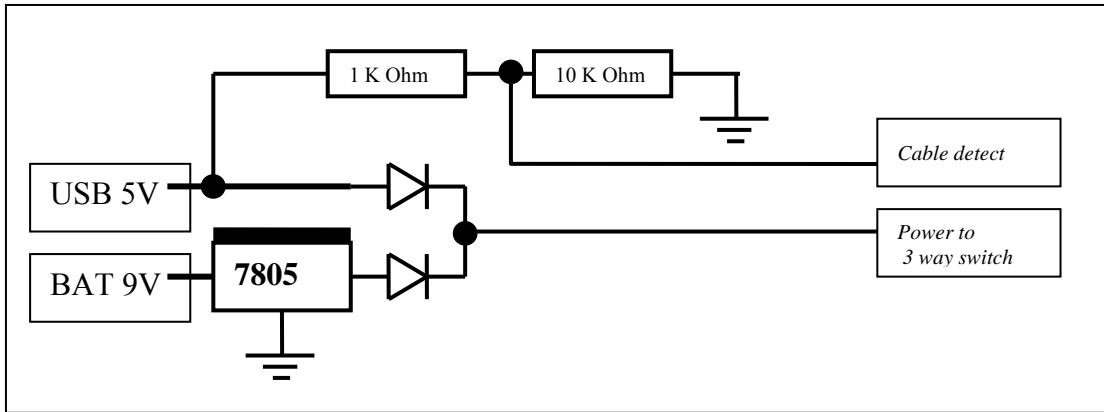 1 K Ohm
10 K Ohm
Cable detect
USB 5V
Power to
3 way switch
BAT 9V
7805